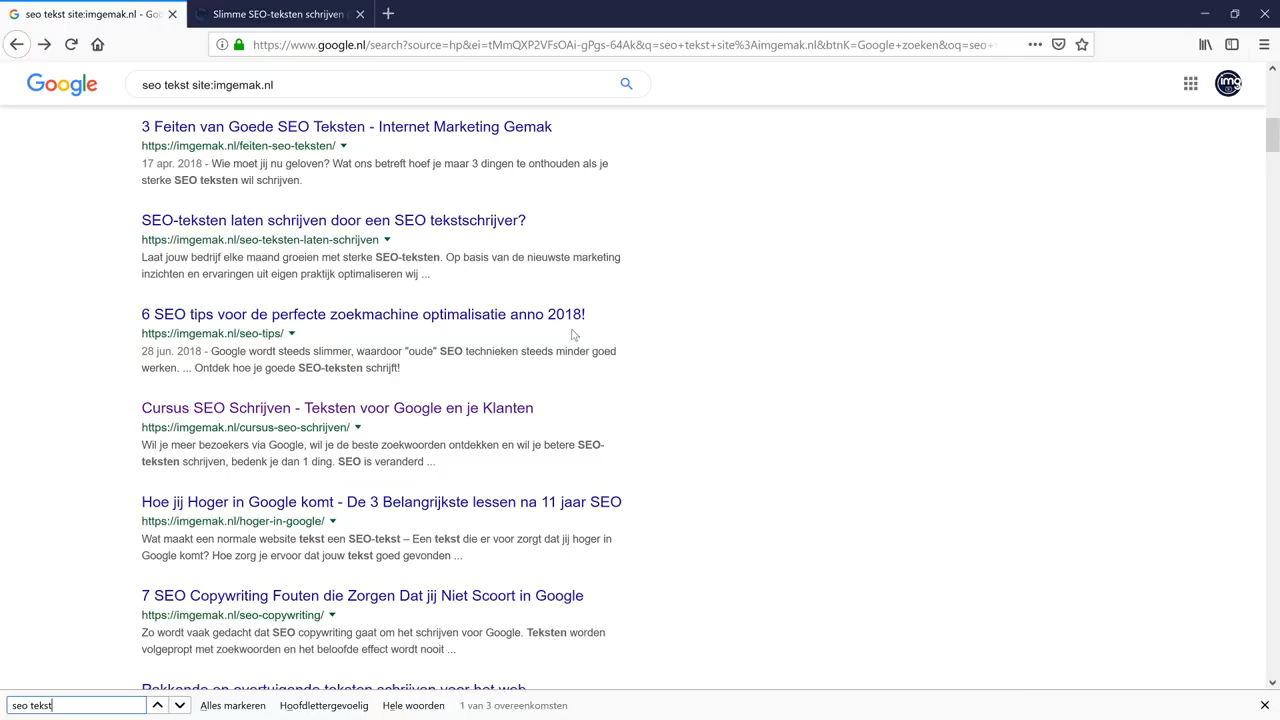 seo tekst site:imgemak.nl - Goo
Slimme SEO-teksten schrijven
https://www.google.nl/search?source=hp&ei=tMmQXP2VFsOAi-gPgs-64Ak&q=seo+tekst+site%3Aimgemak.nl&btnK=Google+zoeken&oq=seo+
Google
seo tekst site:imgemak.nl
img
3 Feiten van Goede SEO Teksten - Internet Marketing Gemak
https://imgemak.nl/feiten-seo-teksten/
17 apr. 2018 - Wie moet jij nu geloven? Wat ons betreft hoef je maar 3 dingen te onthouden als je
sterke SEO teksten wil schrijven.
SEO-teksten laten schrijven door een SEO tekstschrijver?
https://imgemak.nl/seo-teksten-laten-schrijven
Laat jouw bedrijf elke maand groeien met sterke SEO-teksten. Op basis van de nieuwste marketing
inzichten en ervaringen uit eigen praktijk optimaliseren wij ...
6 SEO tips voor de perfecte zoekmachine optimalisatie anno 2018!
https://imgemak.nl/seo-tips/
28 jun. 2018 - Google wordt steeds slimmer, waardoor "oude" SEO technieken steeds minder goed
werken. ... Ontdek hoe je goede SEO-teksten schrijft!
Cursus SEO Schrijven - Teksten voor Google en je Klanten
https://imgemak.nl/cursus-seo-schrijven/
Wil je meer bezoekers via Google, wil je de beste zoekwoorden ontdekken en wil je betere SEO-
teksten schrijven, bedenk je dan 1 ding. SEO is veranderd ...
Hoe jij Hoger in Google komt - De 3 Belangrijkste lessen na 11 jaar SEO
https://imgemak.nl/hoger-in-google/
Wat maakt een normale website tekst een SEO-tekst – Een tekst die er voor zorgt dat jij hoger in
Google komt? Hoe zorg je ervoor dat jouw tekst goed gevonden ...
7 SEO Copywriting Fouten die Zorgen Dat jij Niet Scoort in Google
https://imgemak.nl/seo-copywriting/
Zo wordt vaak gedacht dat SEO copywriting gaat om het schrijven voor Google. Teksten worden
volgepropt met zoekwoorden en het beloofde effect wordt nooit ...
Pakkende en overtuigende teksten schrijven voor het web
seo tekst
Alles markeren
Hoofdlettergevoelig
Hele woorden
1 van 3 overeenkomsten